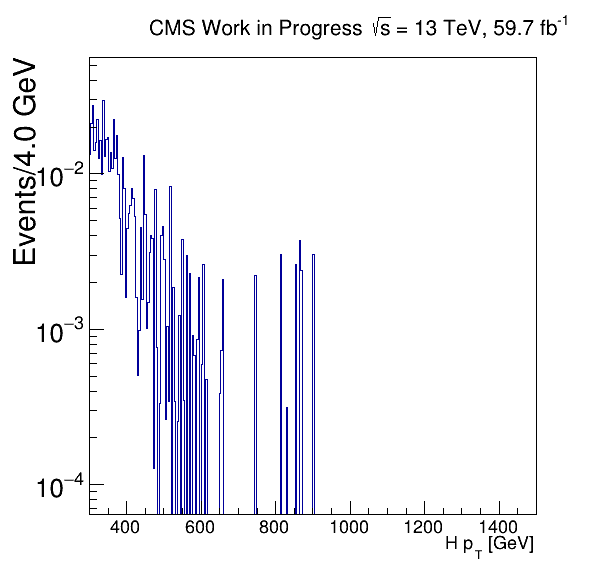 CMS Work in Progress √s = 13 TeV, 59.7 fb⁻¹
Events/4.0 GeV
10⁻²
10⁻³
10⁻⁴
400 600 800 1000 1200 1400
H p_T [GeV]